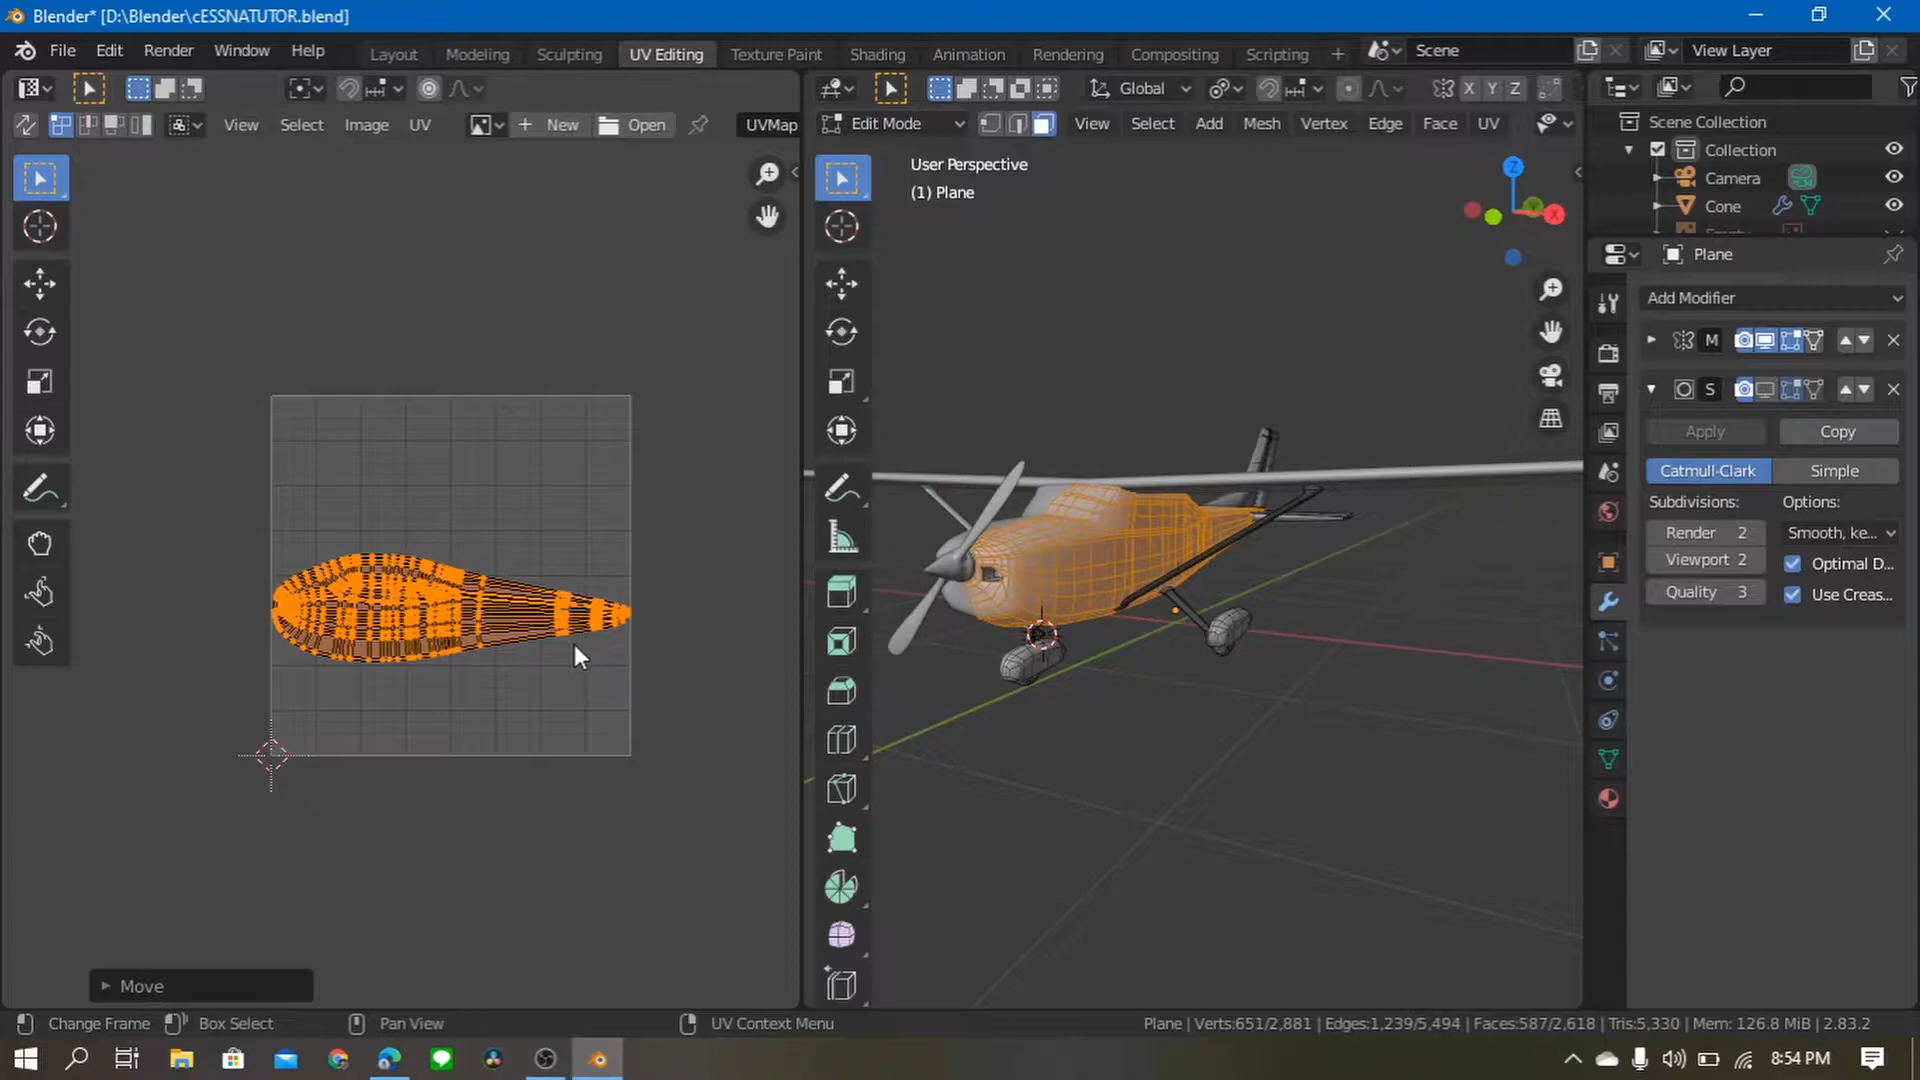 Blender* [D:\Blender\cESSNATUTOR.blend]
File Edit Render Window Help
Layout Modeling Sculpting UV Editing Texture Paint Shading Animation Rendering Compositing Scripting +
Scene
View Layer
Global
X Y Z
View Select Image UV
+ New
Open
UVMap
Edit Mode
View Select Add Mesh Vertex Edge Face UV
Scene Collection
Collection
Camera
Cone
User Perspective
(1) Plane
Z
X
Plane
Add Modifier
M
S
Apply
Copy
Catmull-Clark
Simple
Subdivisions:
Options:
Render 2
Smooth, ke...
Viewport 2
Optimal D...
Quality 3
Use Creas...
Move
Change Frame
Box Select
Pan View
UV Context Menu
Plane | Verts:651/2,881 | Edges:1,239/5,494 | Faces:587/2,618 | Tris:5,330 | Mem: 126.8 MiB | 2.83.2
8:54 PM